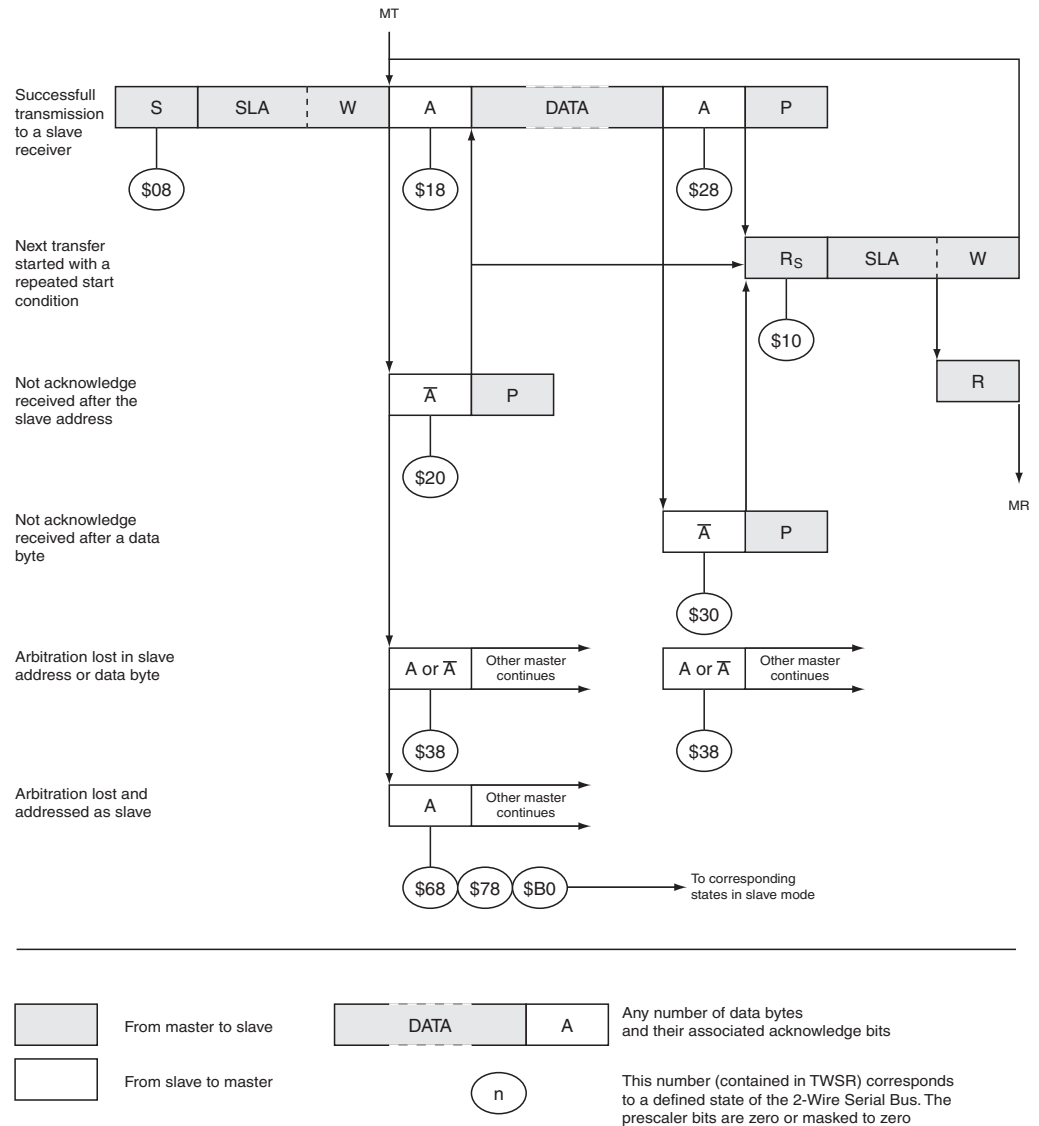 MT
Successfull
transmission
to a slave
receiver
S SLA W A DATA A P
$08 $18 $28
Next transfer
started with a
repeated start
condition
RS SLA W
$10
Not acknowledge
received after the
slave address
A̅ P
R
$20
MR
Not acknowledge
received after a data
byte
A̅ P
$30
Arbitration lost in slave
address or data byte
A or A̅ Other master
continues
A or A̅ Other master
continues
$38 $38
Arbitration lost and
addressed as slave
A Other master
continues
$68 $78 $B0 To corresponding
states in slave mode
From master to slave
DATA A Any number of data bytes
and their associated acknowledge bits
From slave to master
n This number (contained in TWSR) corresponds
to a defined state of the 2-Wire Serial Bus. The
prescaler bits are zero or masked to zero